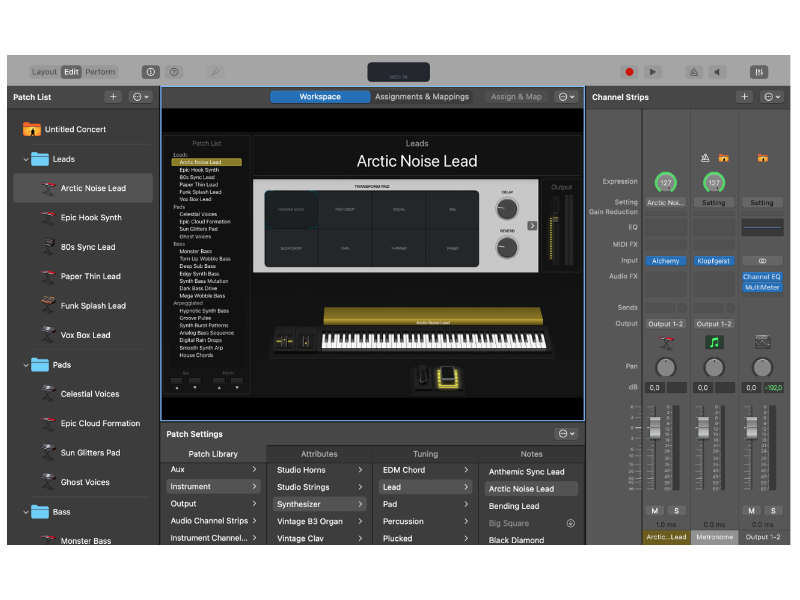 Layout Edit Perform
MIDI IN
Patch List
Workspace Assignments & Mappings Assign & Map
Channel Strips
Untitled Concert
Leads
Arctic Noise Lead
Epic Hook Synth
80s Sync Lead
Paper Thin Lead
Funk Splash Lead
Vox Box Lead
Pads
Celestial Voices
Epic Cloud Formation
Sun Glitters Pad
Ghost Voices
Bass
Monster Bass
Patch List
Leads
Arctic Noise Lead
Epic Hook Synth
80s Sync Lead
Paper Thin Lead
Funk Splash Lead
Vox Box Lead
Pads
Celestial Voices
Epic Cloud Formation
Sun Glitters Pad
Ghost Voices
Bass
Monster Bass
Torn Up Wobble Bass
Deep Sub Bass
Edgy Synth Bass
Synth Bass Mutation
Dark Bass Drive
Mega Wobble Bass
Arpeggiated
Hypnotic Synth Bass
Groove Pulse
Synth Burst Patterns
Analog Bass Sequence
Digital Rain Drops
Smooth Synth Arp
House Chords
Set Patch
Leads
Arctic Noise Lead
TRANSFORM PAD
VOCAL
BIG
THIN
DELAY
REVERB
Output
Arctic Noise Lead
Patch Settings
Patch Library Attributes Tuning Notes
Aux
Instrument
Output
Audio Channel Strips
Instrument Channel...
Studio Horns
Studio Strings
Synthesizer
Vintage B3 Organ
Vintage Clav
EDM Chord
Lead
Pad
Percussion
Plucked
Anthemic Sync Lead
Arctic Noise Lead
Bending Lead
Big Square
Black Diamond
Expression 127 127
Setting Arctic Noi... Setting Setting
Gain Reduction
EQ
MIDI FX
Input Alchemy Klopfgeist
Audio FX Channel EQ
MultiMeter
Sends
Output Output 1-2 Output 1-2
Pan
dB 0,0 0,0 0,0 -102,0
M S M S
1.0 ms 0.0 ms 0.0 ms
Arctic...Lead Metronome Output 1-2